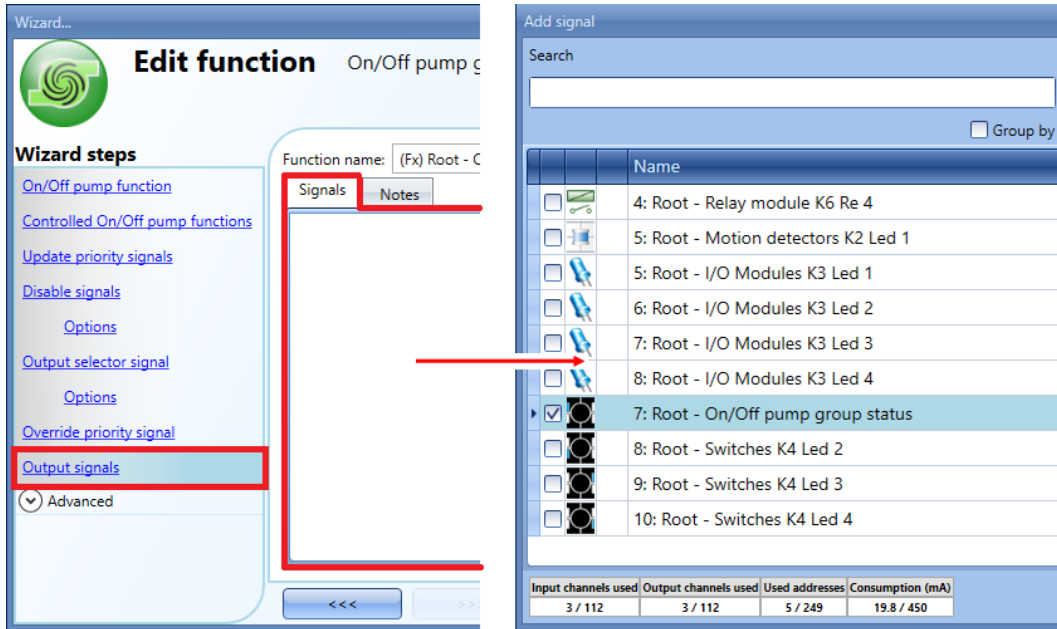 Wizard...
Edit function On/Off pump g
Wizard steps
On/Off pump function
Controlled On/Off pump functions
Update priority signals
Disable signals
Options
Output selector signal
Options
Override priority signal
Output signals
Advanced
Function name: (Fx) Root - O
Signals Notes
<<< >>>
Add signal
Search
Group by
Name
4: Root - Relay module K6 Re 4
5: Root - Motion detectors K2 Led 1
5: Root - I/O Modules K3 Led 1
6: Root - I/O Modules K3 Led 2
7: Root - I/O Modules K3 Led 3
8: Root - I/O Modules K3 Led 4
7: Root - On/Off pump group status
8: Root - Switches K4 Led 2
9: Root - Switches K4 Led 3
10: Root - Switches K4 Led 4
Input channels used Output channels used Used addresses Consumption (mA)
3 / 112 3 / 112 5 / 249 19.8 / 450